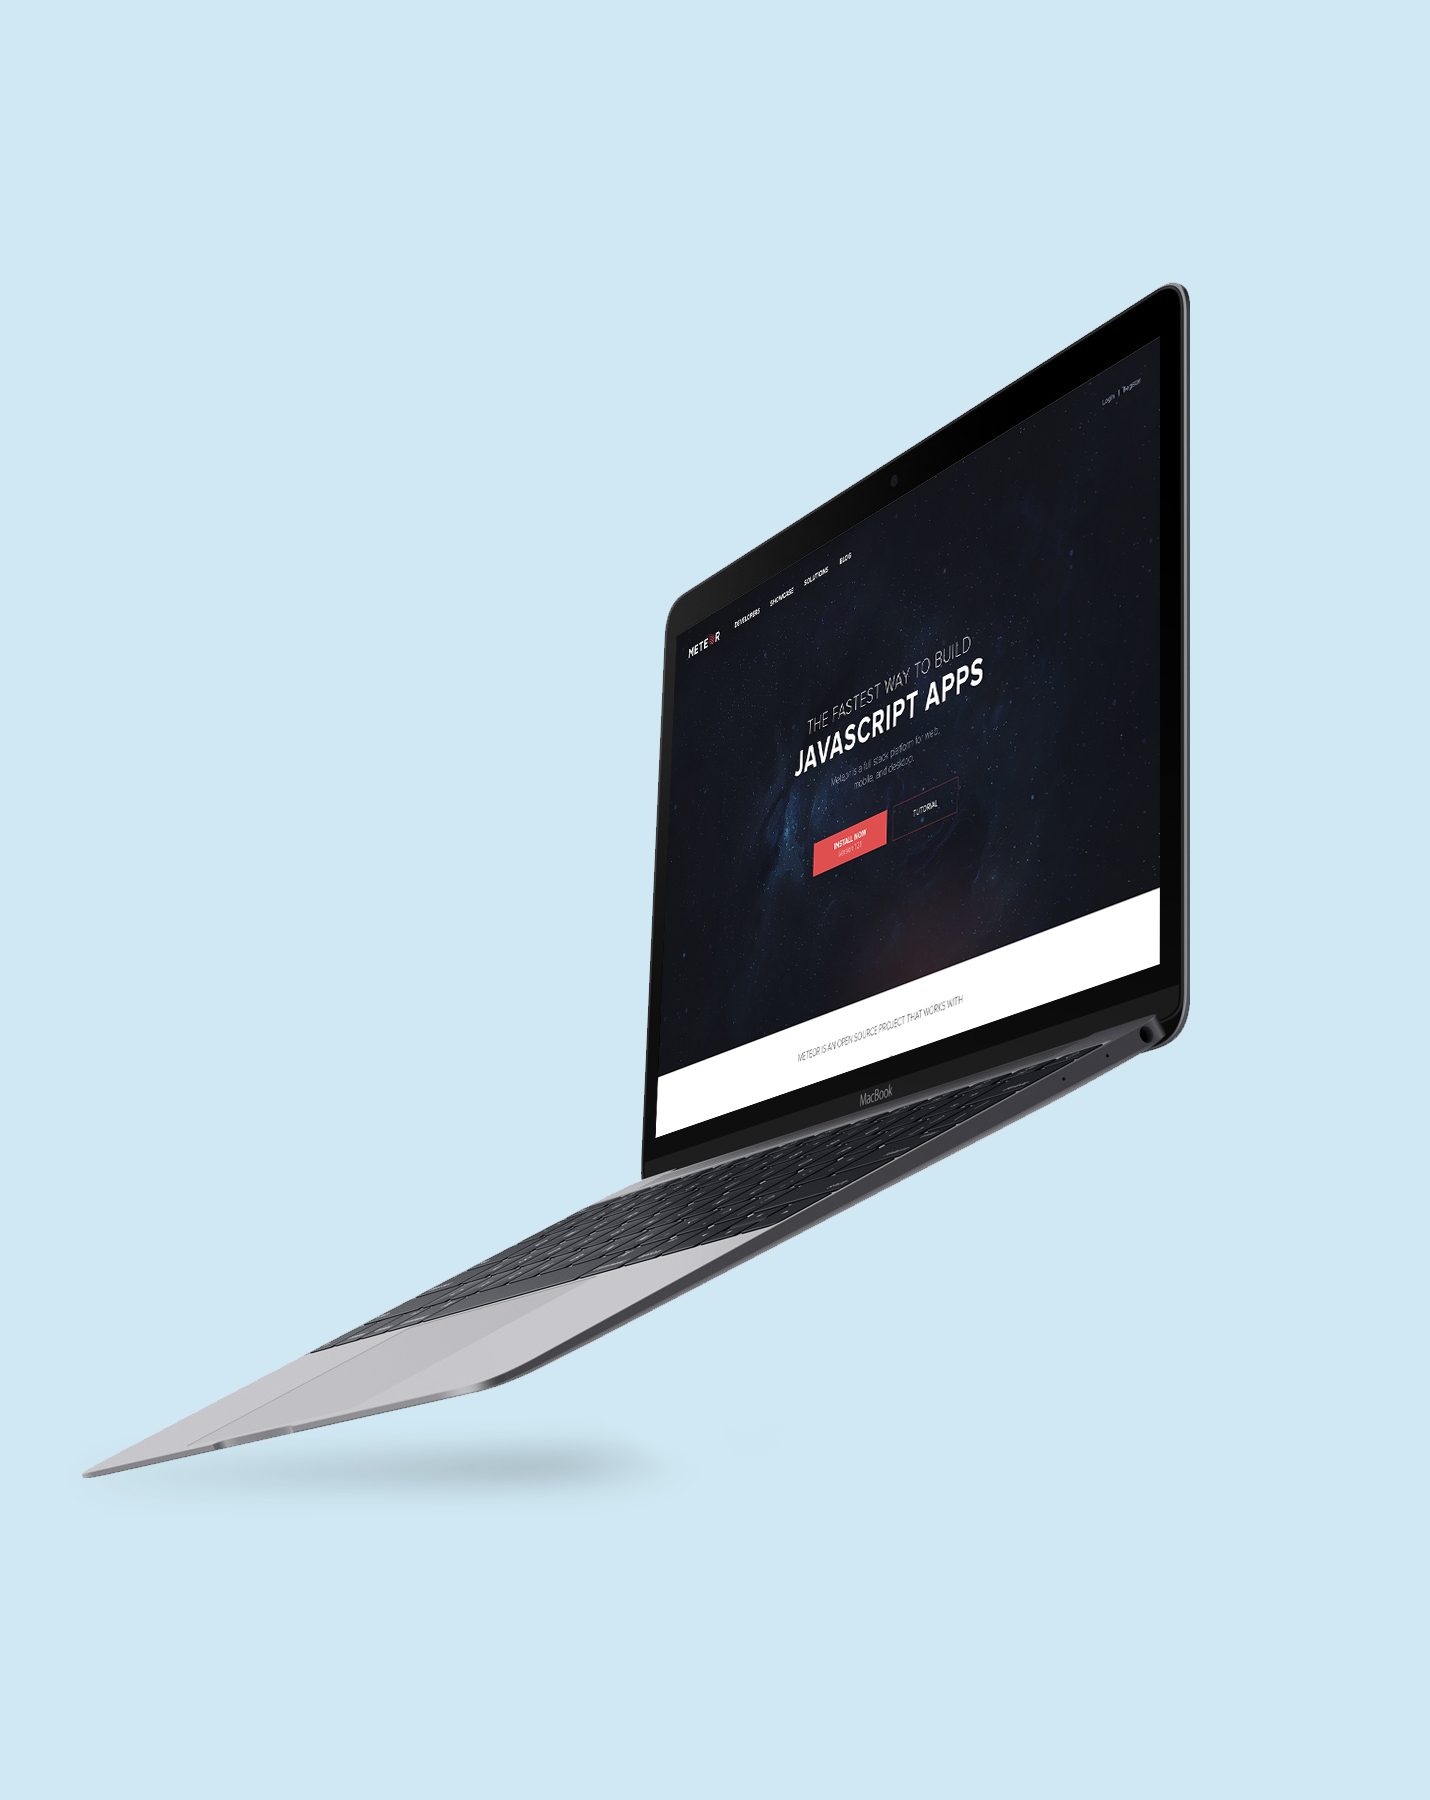 METEOR
DEVELOPERS SHOWCASE SOLUTIONS BLOG
Login | Register
THE FASTEST WAY TO BUILD
JAVASCRIPT APPS
Meteor is a full stack platform for web,
mobile, and desktop.
INSTALL NOW
TUTORIAL
METEOR IS AN OPEN SOURCE PROJECT THAT WORKS WITH
MacBook